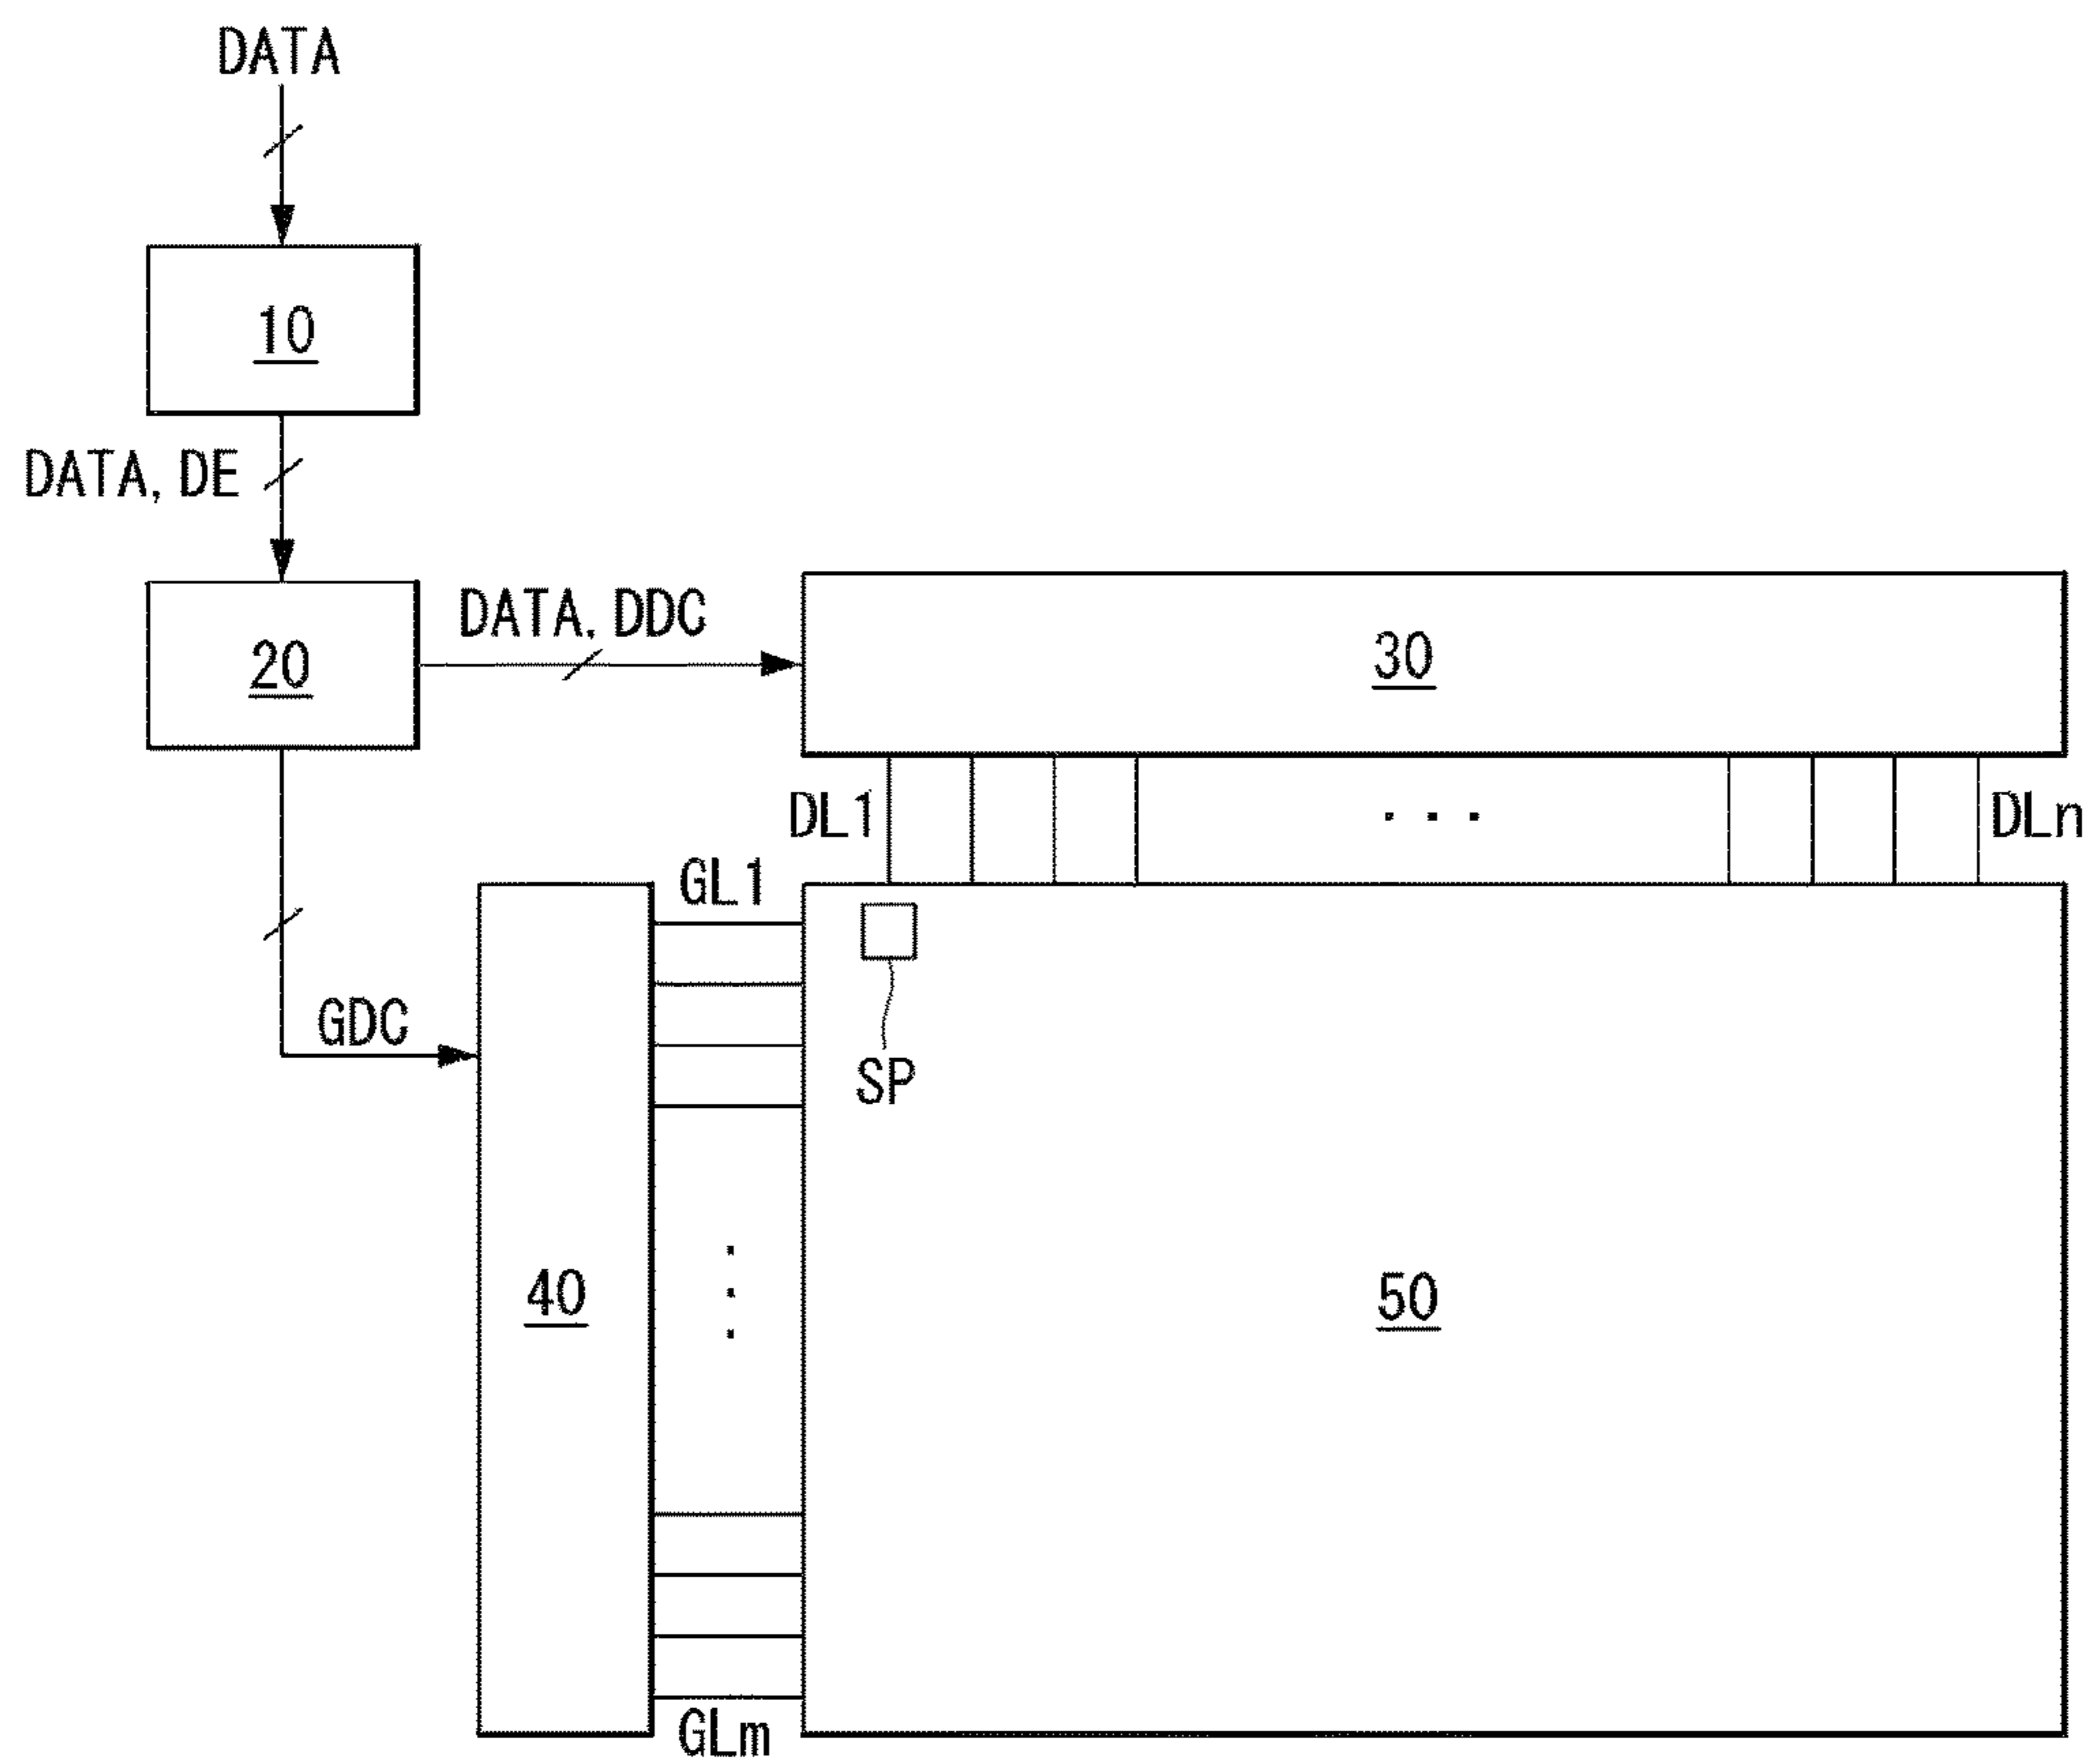 DATA
10
DATA, DE
20
DATA, DDC
30
DL1
. . .
DLn
GL1
GDC
SP
40
50
GLm